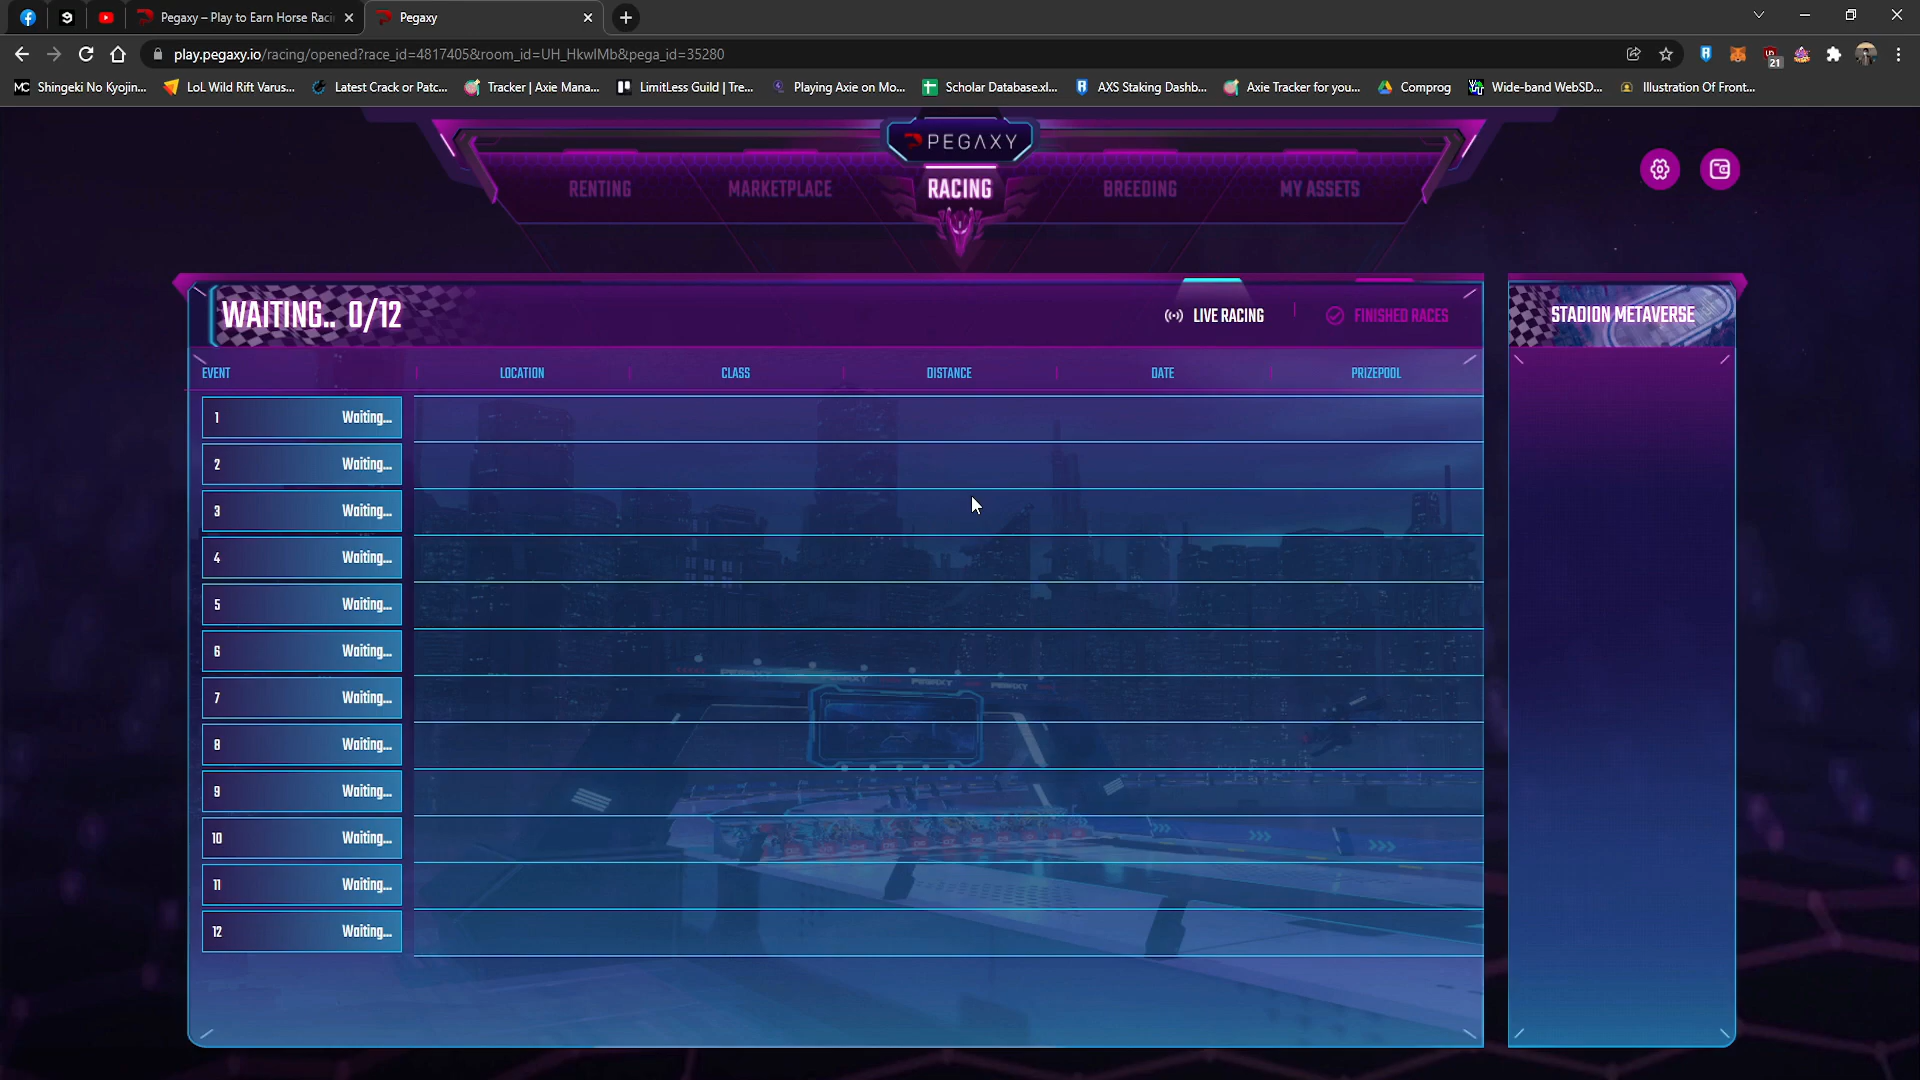 Pegaxy – Play to Earn Horse Raci
Pegaxy
play.pegaxy.io/racing/opened?race_id=4817405&room_id=UH_HkwlMb&pega_id=35280
21
Shingeki No Kyojin...
LoL Wild Rift Varus...
Latest Crack or Patc...
Tracker | Axie Mana...
LimitLess Guild | Tre...
Playing Axie on Mo...
Scholar Database.xl...
AXS Staking Dashb...
Axie Tracker for you...
Comprog
Wide-band WebSD...
Illustration Of Front...
PEGAXY
RENTING
MARKETPLACE
RACING
BREEDING
MY ASSETS
WAITING.. 0/12
LIVE RACING
FINISHED RACES
STADION METAVERSE
EVENT
LOCATION
CLASS
DISTANCE
DATE
PRIZEPOOL
1 Waiting...
2 Waiting...
3 Waiting...
4 Waiting...
5 Waiting...
6 Waiting...
7 Waiting...
8 Waiting...
9 Waiting...
10 Waiting...
11 Waiting...
12 Waiting...